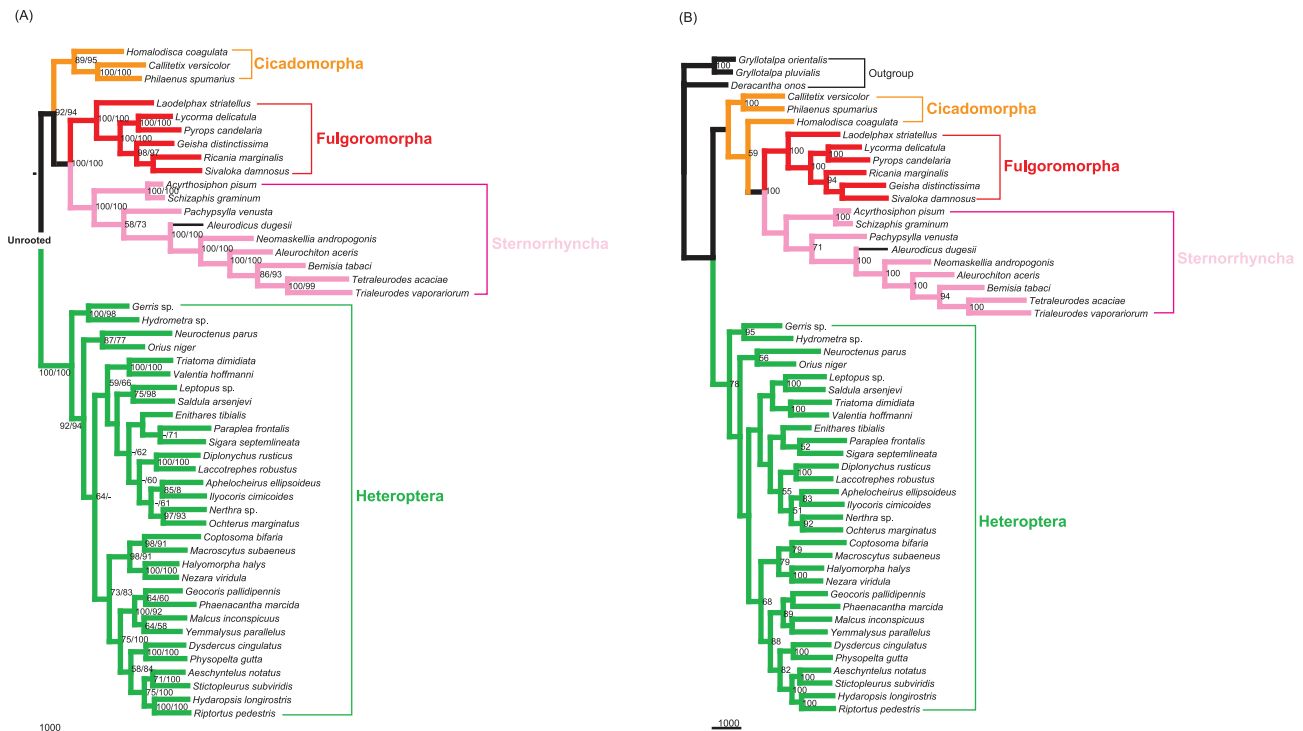 (A)
Homalodisca coagulata
89/95
Callitetix versicolor
Cicadomorpha
100/100
Philaenus spumarius
Laodelphax striatellus
92/94
100/100
Lycorma delicatula
100/100
Pyrops candelaria
100/100
Geisha distinctissima
Fulgoromorpha
98/97
Ricania marginalis
100/100
Sivaloka damnosus
-
Acyrthosiphon pisum
100/100
Schizaphis graminum
100/100
Pachypsylla venusta
58/73
Aleurodicus dugesii
100/100
Unrooted
Neomaskellia andropogonis
Sternorrhyncha
100/100
Aleurochiton aceris
100/100
Bemisia tabaci
86/93
Tetraleurodes acaciae
100/99
Trialeurodes vaporariorum
Gerris sp.
100/98
Hydrometra sp.
Neuroctenus parus
87/77
Orius niger
Triatoma dimidiata
100/100
100/100
Valentia hoffmanni
59/66
Leptopus sp.
75/98
Saldula arsenjevi
Enithares tibialis
92/94
Paraplea frontalis
-/71
Sigara septemlineata
-/62
Diplonychus rusticus
100/100
Laccotrephes robustus
-/60
Aphelocheirus ellipsoideus
85/8
64/-
Ilyocoris cimicoides
Heteroptera
-/61
Nerthra sp.
97/93
Ochterus marginatus
Coptosoma bifaria
98/91
Macroscytus subaeneus
98/91
Halyomorpha halys
100/100
Nezara viridula
73/83
Geocoris pallidipennis
64/60
Phaenacantha marcida
100/92
Malcus inconspicuus
64/58
Yemmalysus parallelus
75/100
Dysdercus cingulatus
100/100
Physopelta gutta
58/84
Aeschyntelus notatus
71/100
Stictopleurus subviridis
75/100
Hydaropsis longirostris
100/100
Riptortus pedestris
1000
(B)
Gryllotalpa orientalis
100
Gryllotalpa pluvialis
Outgroup
Deracantha onos
Callitetix versicolor
100
Philaenus spumarius
Cicadomorpha
Homalodisca coagulata
Laodelphax striatellus
100
Lycorma delicatula
59
100
Pyrops candelaria
100
Fulgoromorpha
Ricania marginalis
94
Geisha distinctissima
100
Sivaloka damnosus
Acyrthosiphon pisum
100
Schizaphis graminum
Pachypsylla venusta
71
Aleurodicus dugesii
100
Neomaskellia andropogonis
Sternorrhyncha
100
Aleurochiton aceris
100
Bemisia tabaci
94
Tetraleurodes acaciae
100
Trialeurodes vaporariorum
Gerris sp.
95
Hydrometra sp.
Neuroctenus parus
56
Orius niger
78
Leptopus sp.
100
Saldula arsenjevi
Triatoma dimidiata
100
Valentia hoffmanni
Enithares tibialis
Paraplea frontalis
52
Sigara septemlineata
Diplonychus rusticus
100
Laccotrephes robustus
55
Aphelocheirus ellipsoideus
83
Ilyocoris cimicoides
51
Nerthra sp.
92
Heteroptera
Ochterus marginatus
Coptosoma bifaria
79
Macroscytus subaeneus
79
Halyomorpha halys
100
Nezara viridula
68
Geocoris pallidipennis
Phaenacantha marcida
89
Malcus inconspicuus
Yemmalysus parallelus
88
Dysdercus cingulatus
100
Physopelta gutta
82
Aeschyntelus notatus
100
Stictopleurus subviridis
100
Hydaropsis longirostris
100
Riptortus pedestris
1000